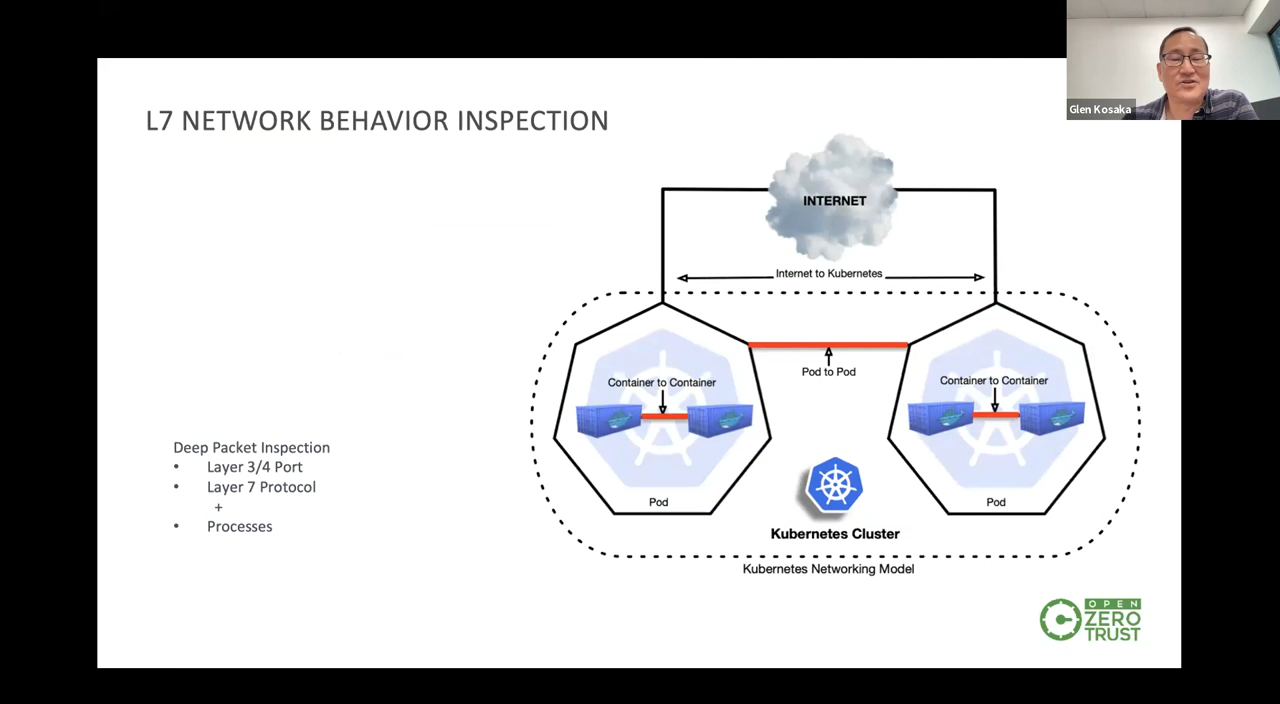 Glen Kosaka
L7 NETWORK BEHAVIOR INSPECTION
INTERNET
Internet to Kubernetes
Pod to Pod
Container to Container
Container to Container
Deep Packet Inspection
• Layer 3/4 Port
• Layer 7 Protocol
+
• Processes
Pod
Pod
Kubernetes Cluster
Kubernetes Networking Model
OPEN
ZERO
TRUST